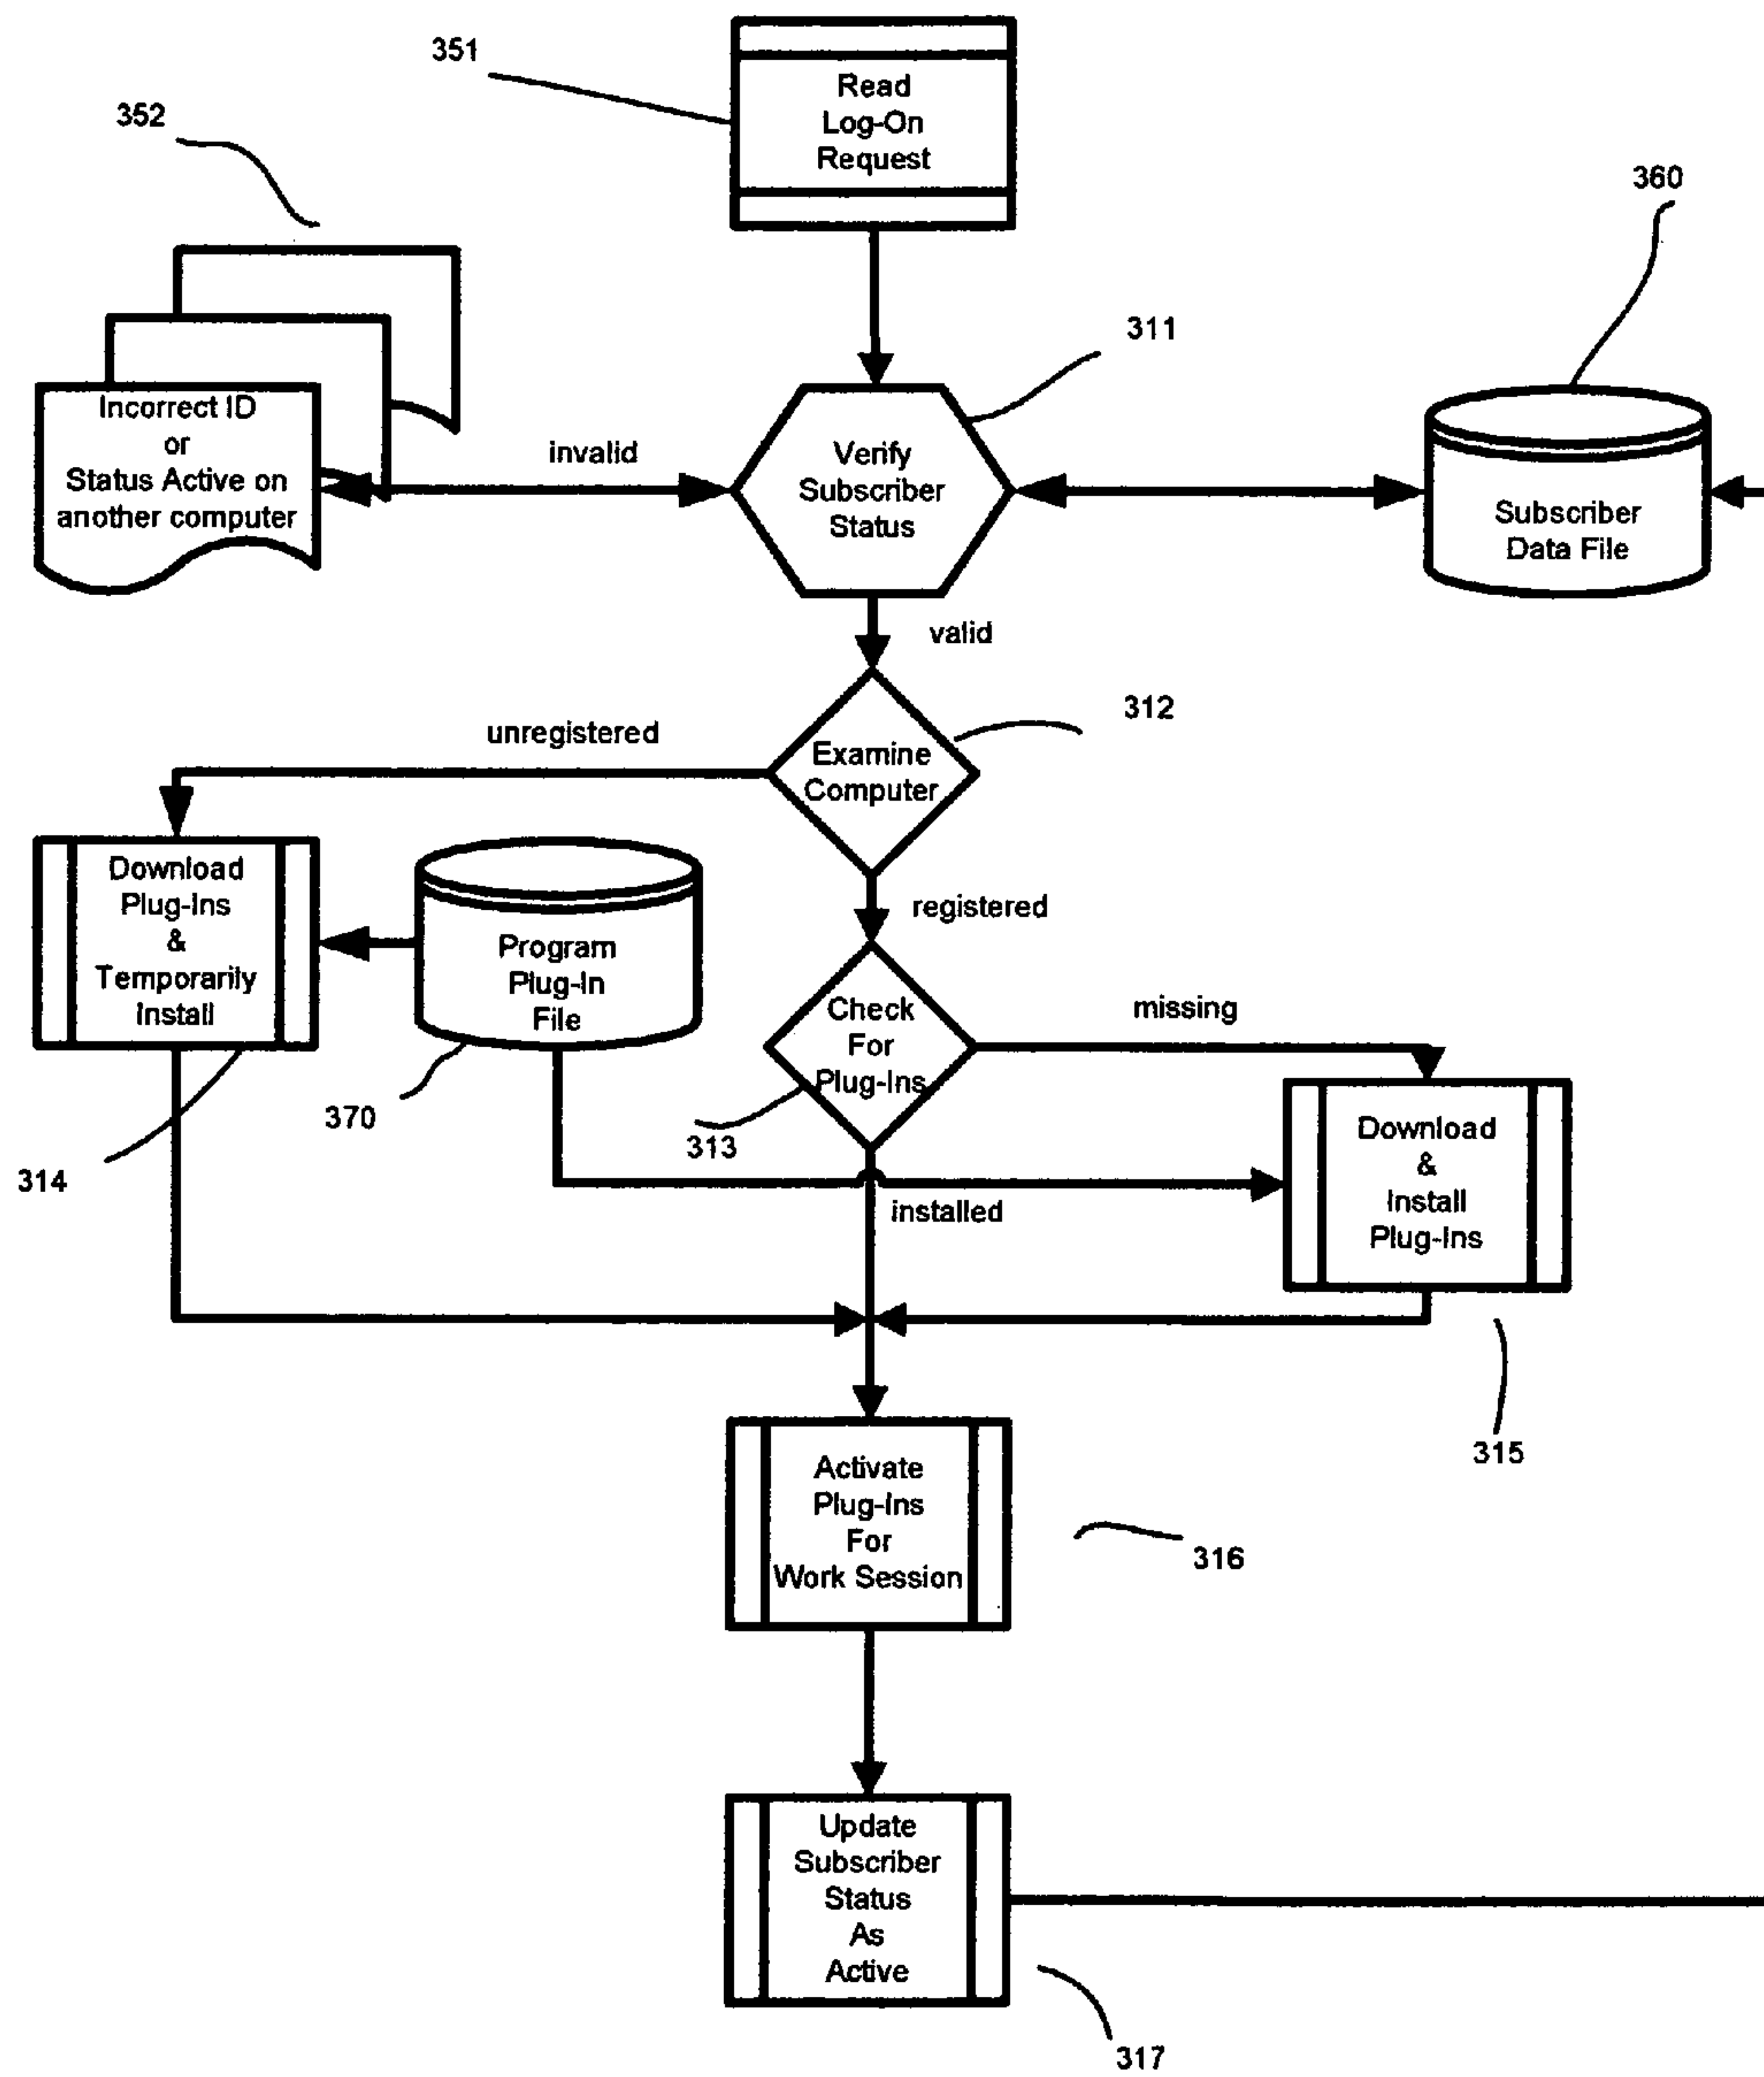 351
Read
Log-On
Request
352
360
311
Incorrect ID
or
Status Active on
another computer
invalid
Verify
Subscriber
Status
Subscriber
Data File
valid
312
unregistered
Examine
Computer
Download
Plug-Ins
&
Temporarily
Install
Program
Plug-In
File
registered
Check
For
Plug-Ins
missing
370
313
314
installed
Download
&
Install
Plug-Ins
315
Activate
Plug-Ins
For
Work Session
316
Update
Subscriber
Status
As
Active
317